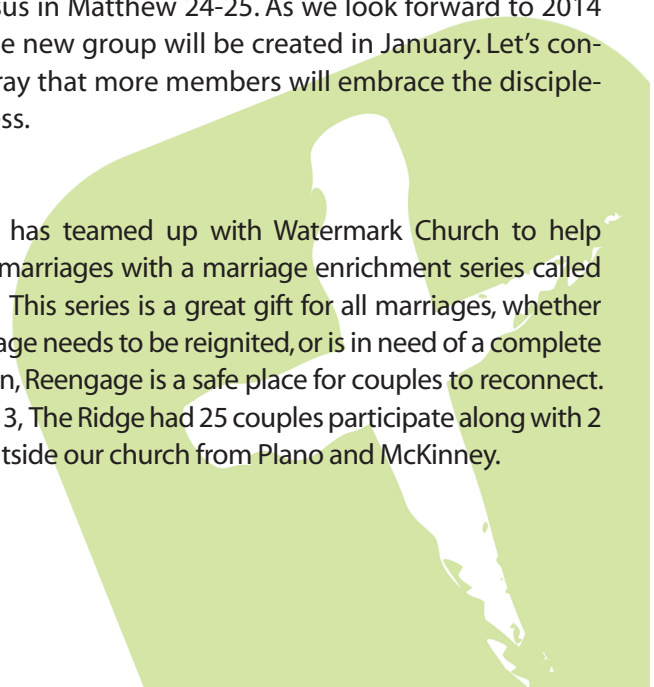 sus in Matthew 24-25. As we look forward to 2014
e new group will be created in January. Let’s con-
ray that more members will embrace the disciple-
ss.
has teamed up with Watermark Church to help
marriages with a marriage enrichment series called
This series is a great gift for all marriages, whether
age needs to be reignited, or is in need of a complete
n, Reengage is a safe place for couples to reconnect.
3, The Ridge had 25 couples participate along with 2
tside our church from Plano and McKinney.